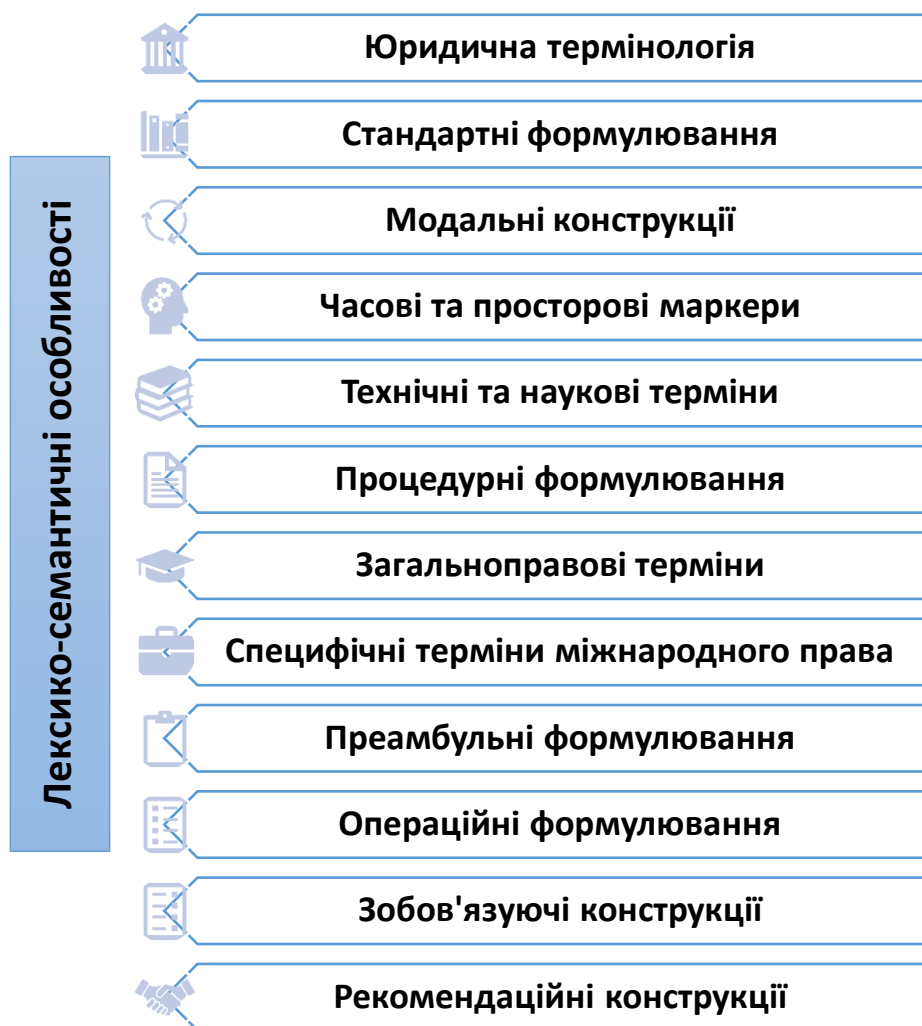 Лексико-семантичні особливості
Юридична термінологія
Стандартні формулювання
Модальні конструкції
Часові та просторові маркери
Технічні та наукові терміни
Процедурні формулювання
Загальноправові терміни
Специфічні терміни міжнародного права
Преамбульні формулювання
Операційні формулювання
Зобов'язуючі конструкції
Рекомендаційні конструкції